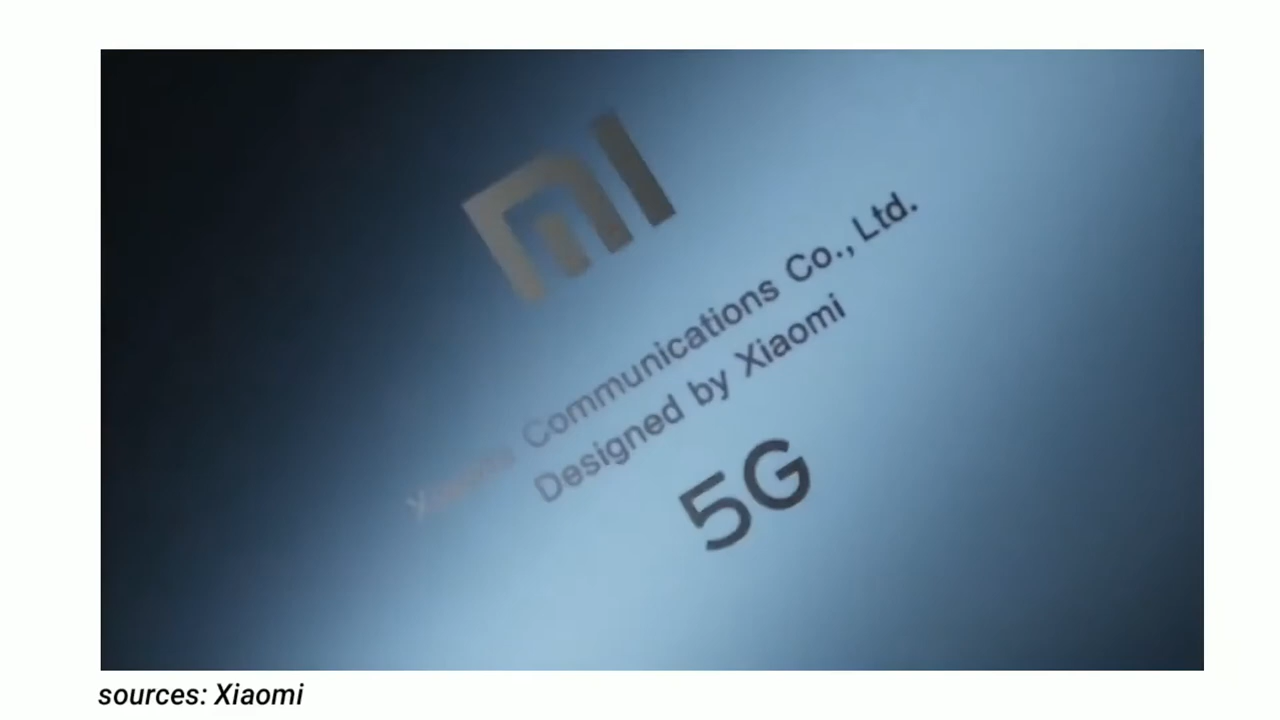 mi
Communications Co., Ltd.
Designed by Xiaomi
5G
sources: Xiaomi